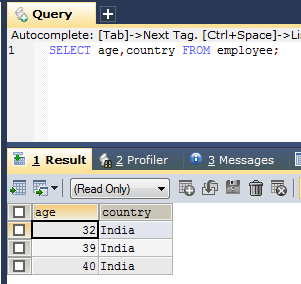 Query
Autocomplete: [Tab]->Next Tag. [Ctrl+Space]->Li
1 SELECT age,country FROM employee;
1 Result 2 Profiler 3 Messages
(Read Only)
age country
32 India
39 India
40 India